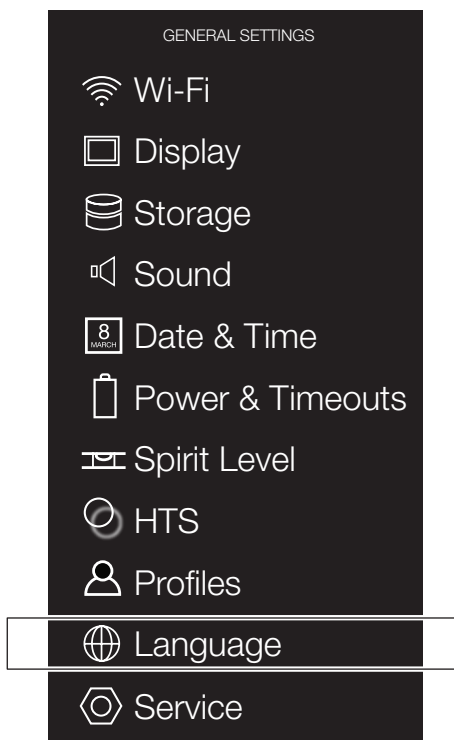 GENERAL SETTINGS
Wi-Fi
Display
Storage
Sound
8
MARCH
Date & Time
Power & Timeouts
Spirit Level
HTS
Profiles
Language
Service